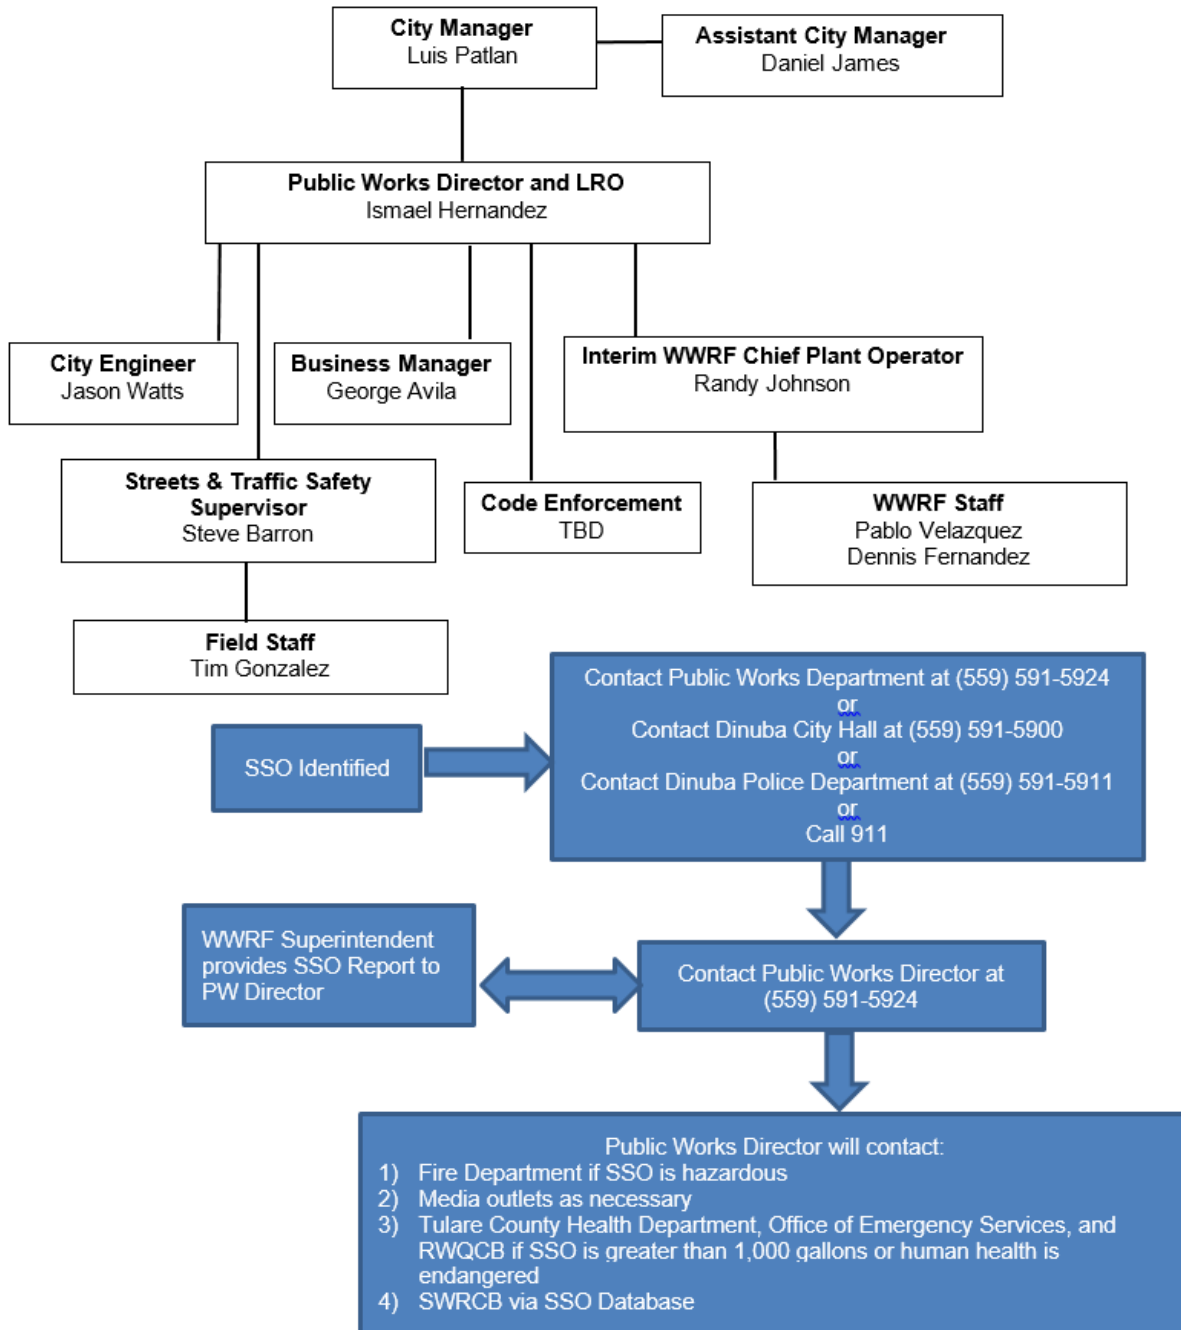 City Manager
Luis Patlan
Assistant City Manager
Daniel James
Public Works Director and LRO
Ismael Hernandez
City Engineer
Jason Watts
Business Manager
George Avila
Interim WWRF Chief Plant Operator
Randy Johnson
Streets & Traffic Safety
Supervisor
Steve Barron
Code Enforcement
TBD
WWRF Staff
Pablo Velazquez
Dennis Fernandez
Field Staff
Tim Gonzalez
SSO Identified
Contact Public Works Department at (559) 591-5924
or
Contact Dinuba City Hall at (559) 591-5900
or
Contact Dinuba Police Department at (559) 591-5911
or
Call 911
WWRF Superintendent
provides SSO Report to
PW Director
Contact Public Works Director at
(559) 591-5924
Public Works Director will contact:
1) Fire Department if SSO is hazardous
2) Media outlets as necessary
3) Tulare County Health Department, Office of Emergency Services, and
RWQCB if SSO is greater than 1,000 gallons or human health is
endangered
4) SWRCB via SSO Database